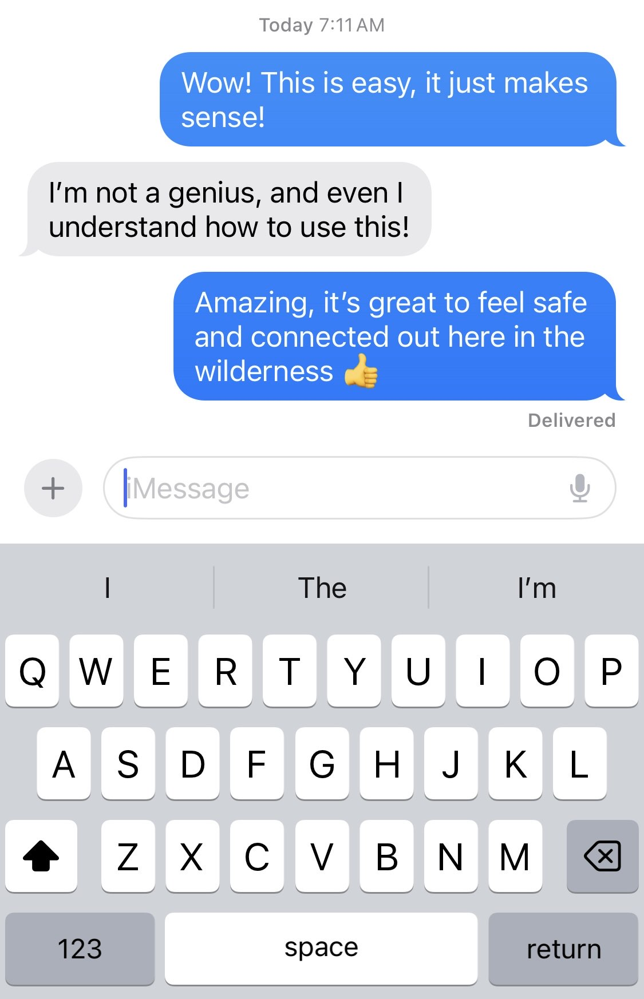 Today 7:11 AM
Wow! This is easy, it just makes
sense!
I’m not a genius, and even I
understand how to use this!
Amazing, it’s great to feel safe
and connected out here in the
wilderness 👍
Delivered
iMessage
I The I’m
Q W E R T Y U I O P
A S D F G H J K L
Z X C V B N M
123 space return